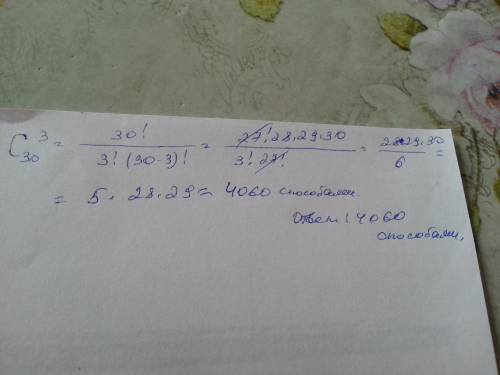 C₃₀³ = 30! / 3! (30-3)! = 27! 28.29.30 / 3! 27! = 28.29.30 / 6 =
= 5 . 28 . 29 = 4060 способами.
Ответ: 4060
способами.